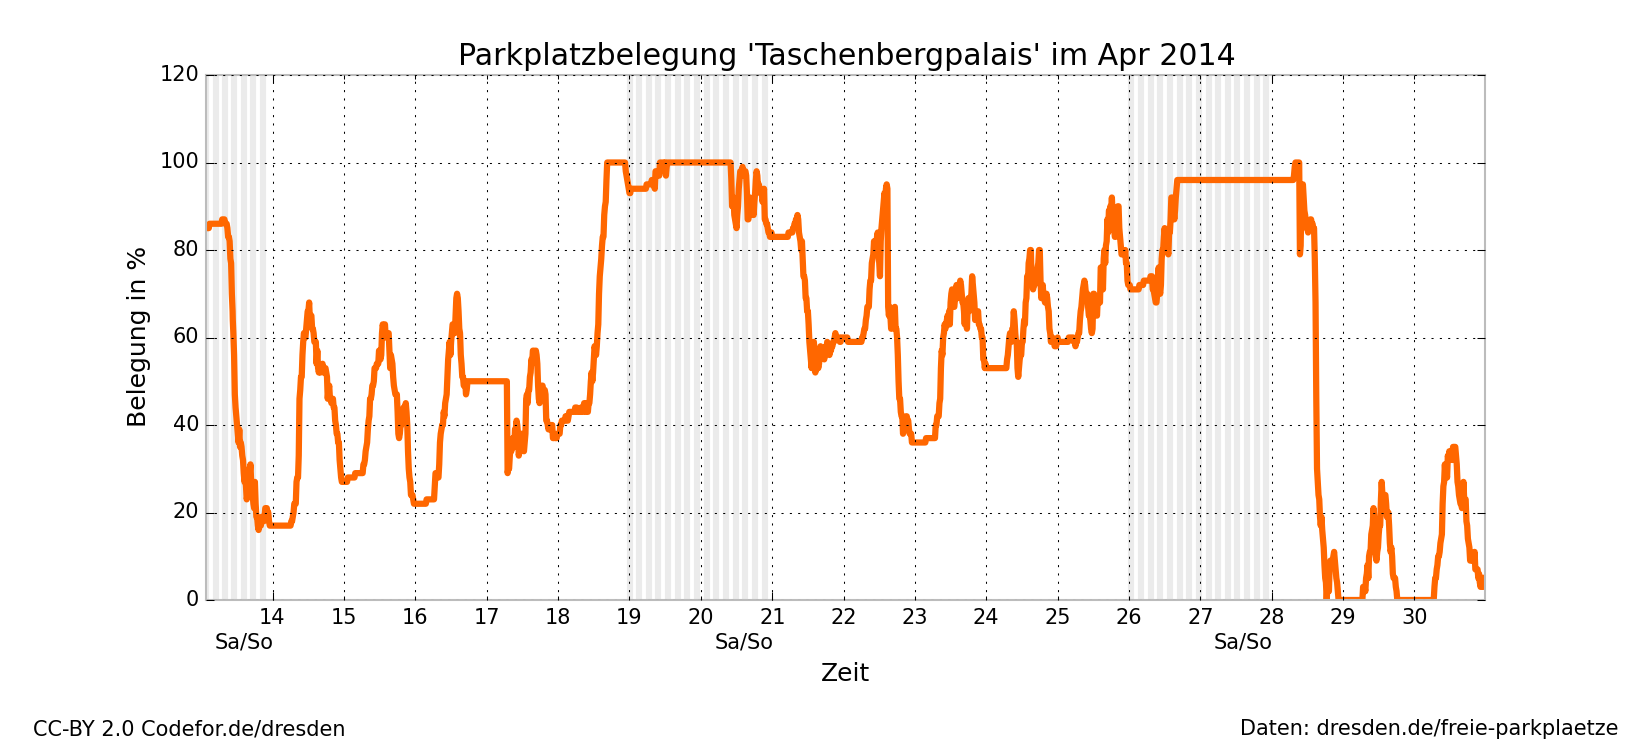 Parkplatzbelegung 'Taschenbergpalais' im Apr 2014
120
100
80
60
40
20
0
Belegung in %
14 15 16 17 18 19 20 21 22 23 24 25 26 27 28 29 30
Sa/So Sa/So Sa/So
Zeit
CC-BY 2.0 Codefor.de/dresden
Daten: dresden.de/freie-parkplaetze